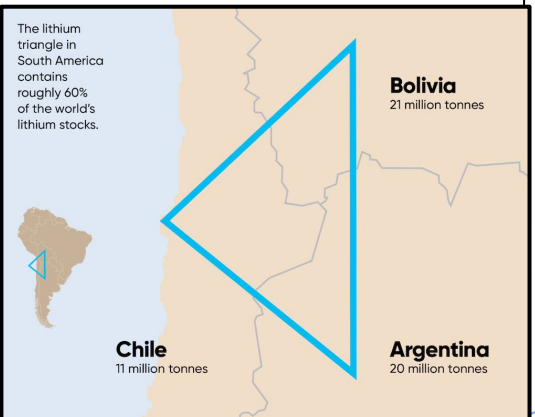 The lithium
triangle in
South America
contains
roughly 60%
of the world's
lithium stocks.
Bolivia
21 million tonnes
Chile
11 million tonnes
Argentina
20 million tonnes